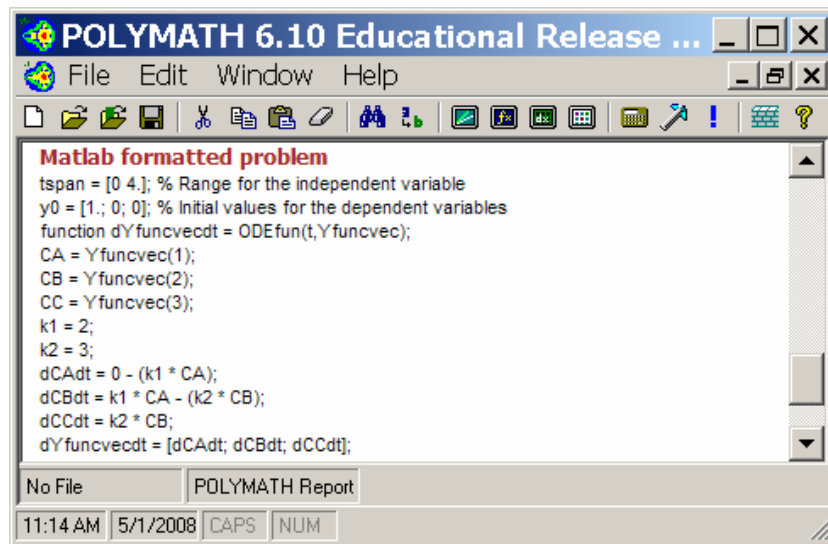 POLYMATH 6.10 Educational Release ...
File Edit Window Help
Matlab formatted problem
tspan = [0 4.]; % Range for the independent variable
y0 = [1.; 0; 0]; % Initial values for the dependent variables
function dYfuncvecdt = ODEfun(t,Yfuncvec);
CA = Yfuncvec(1);
CB = Yfuncvec(2);
CC = Yfuncvec(3);
k1 = 2;
k2 = 3;
dCAdt = 0 - (k1 * CA);
dCBdt = k1 * CA - (k2 * CB);
dCCdt = k2 * CB;
dYfuncvecdt = [dCAdt; dCBdt; dCCdt];
No File POLYMATH Report
11:14 AM 5/1/2008 CAPS NUM